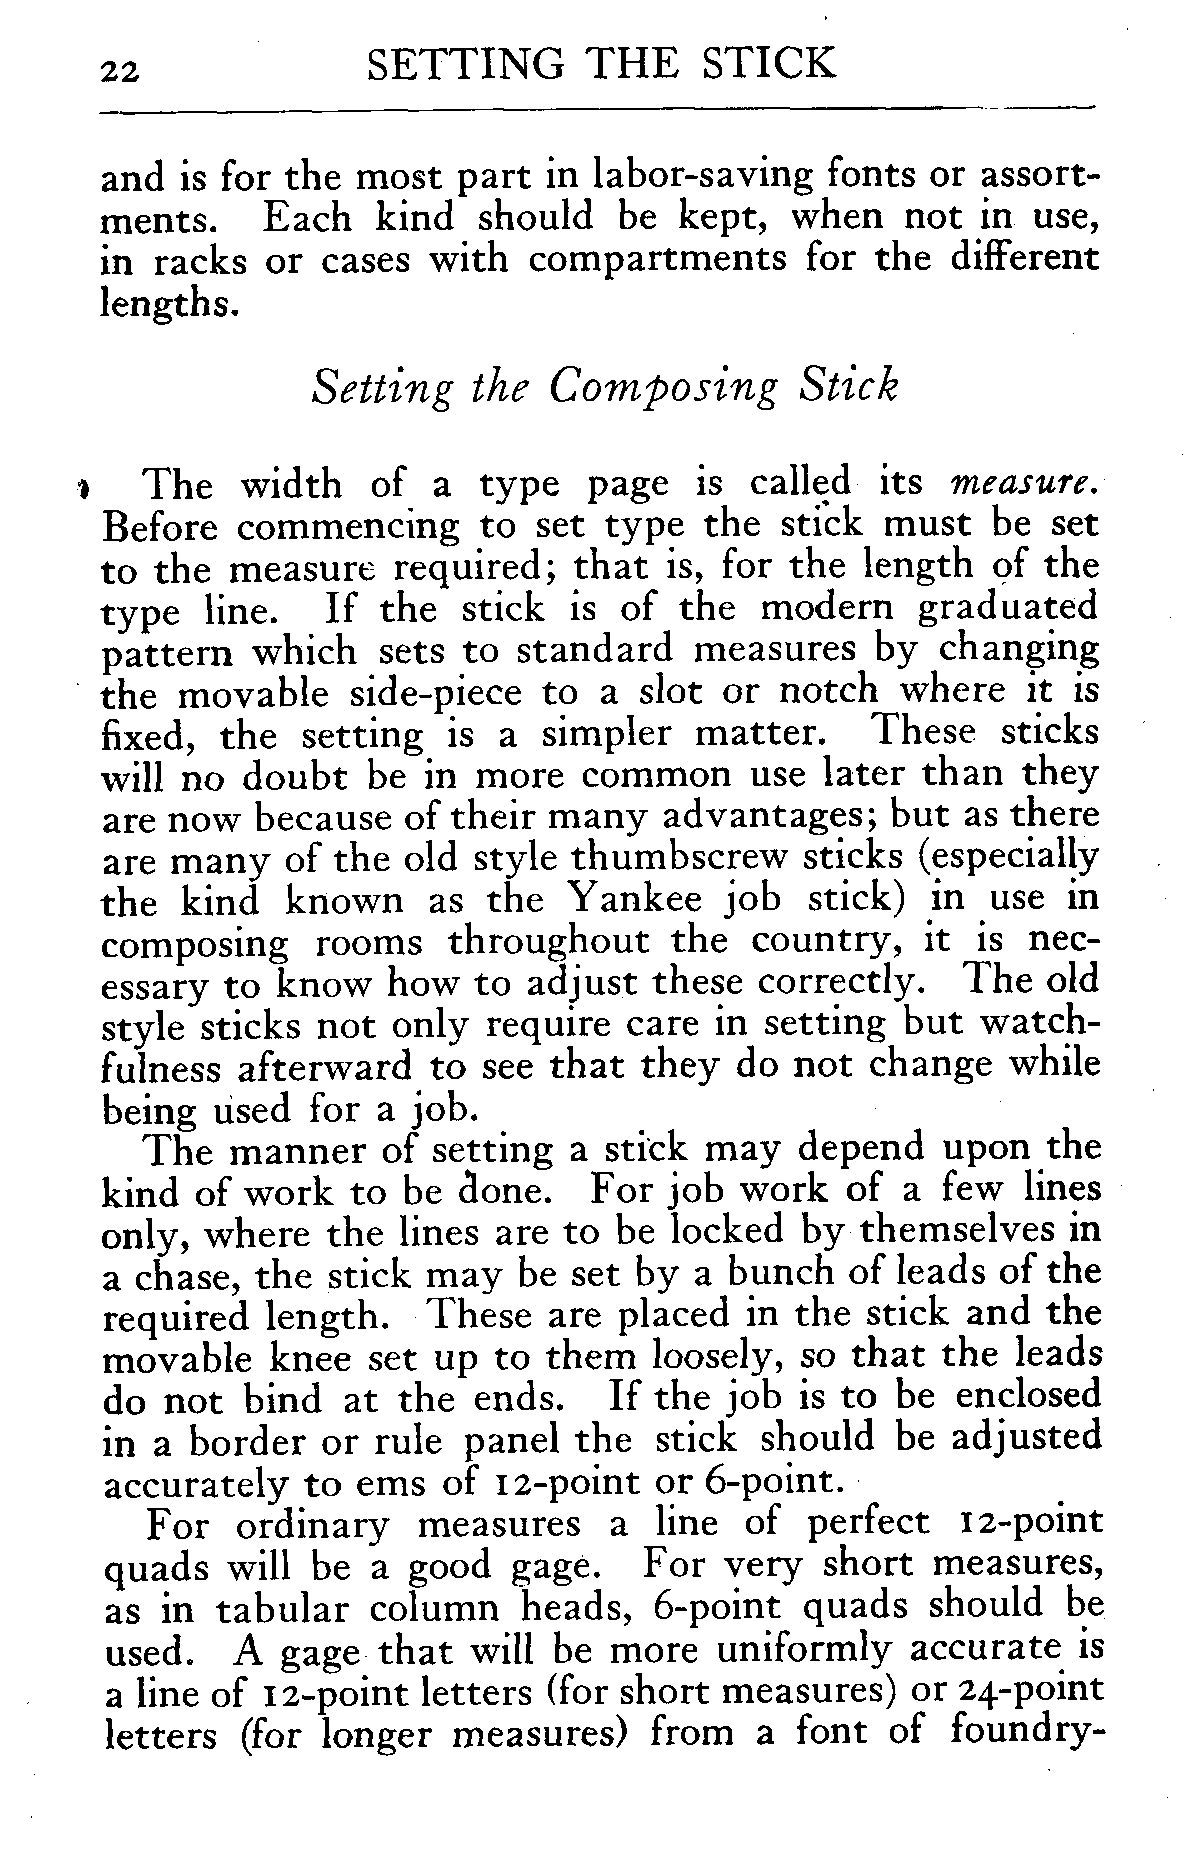 22 SETTING THE STICK
and is for the most part in labor-saving fonts or assort-
ments. Each kind should be kept, when not in use,
in racks or cases with compartments for the different
lengths.
Setting the Composing Stick
The width of a type page is called its measure.
Before commencing to set type the stick must be set
to the measure required; that is, for the length of the
type line. If the stick is of the modern graduated
pattern which sets to standard measures by changing
the movable side-piece to a slot or notch where it is
fixed, the setting is a simpler matter. These sticks
will no doubt be in more common use later than they
are now because of their many advantages; but as there
are many of the old style thumbscrew sticks (especially
the kind known as the Yankee job stick) in use in
composing rooms throughout the country, it is nec-
essary to know how to adjust these correctly. The old
style sticks not only require care in setting but watch-
fulness afterward to see that they do not change while
being used for a job.
The manner of setting a stick may depend upon the
kind of work to be done. For job work of a few lines
only, where the lines are to be locked by themselves in
a chase, the stick may be set by a bunch of leads of the
required length. These are placed in the stick and the
movable knee set up to them loosely, so that the leads
do not bind at the ends. If the job is to be enclosed
in a border or rule panel the stick should be adjusted
accurately to ems of 12-point or 6-point.
For ordinary measures a line of perfect 12-point
quads will be a good gage. For very short measures,
as in tabular column heads, 6-point quads should be
used. A gage that will be more uniformly accurate is
a line of 12-point letters (for short measures) or 24-point
letters (for longer measures) from a font of foundry-